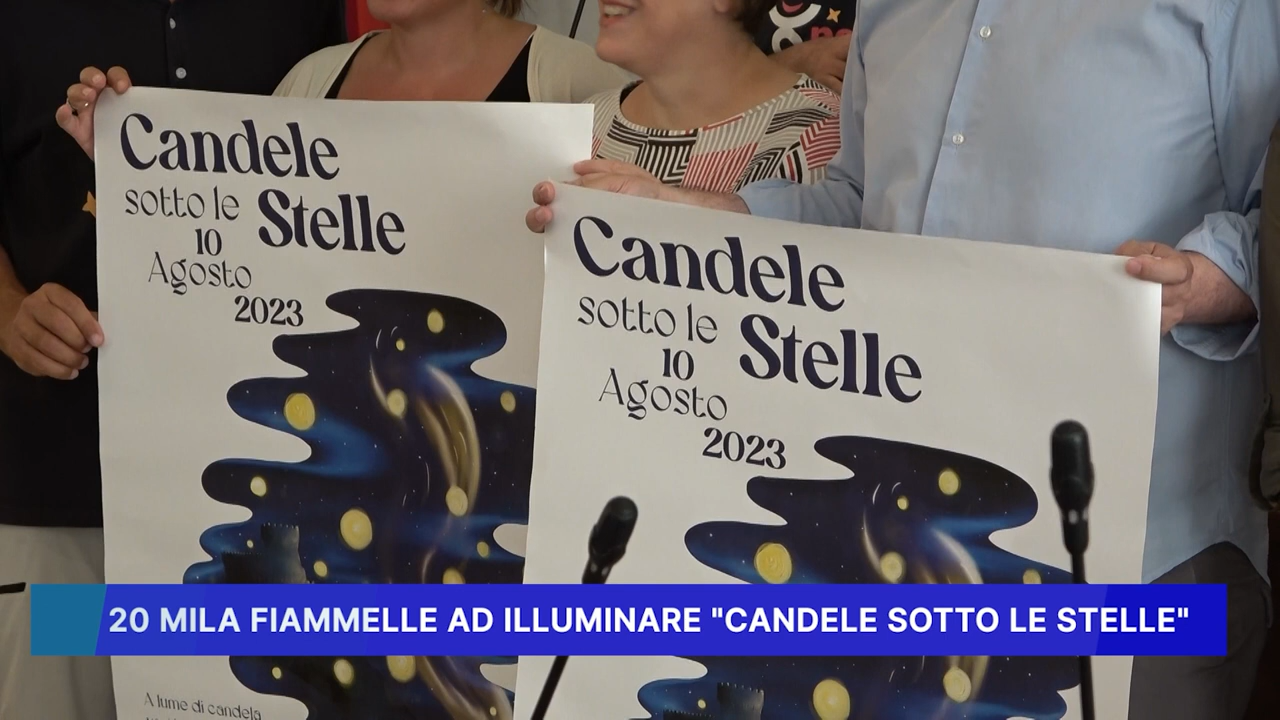 Candele
sotto le Stelle
10
Agosto
2023
A lume di candela
Candele
sotto le Stelle
10
Agosto
2023
20 MILA FIAMMELLE AD ILLUMINARE "CANDELE SOTTO LE STELLE"